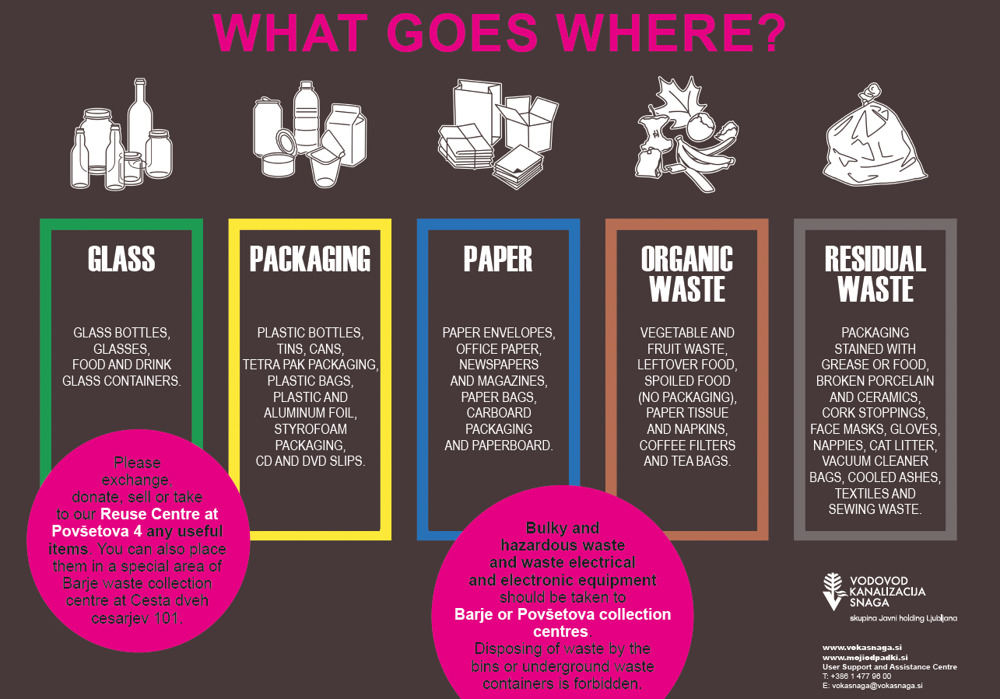 WHAT GOES WHERE?
GLASS
GLASS BOTTLES,
GLASSES,
FOOD AND DRINK
GLASS CONTAINERS.
PACKAGING
PLASTIC BOTTLES,
TINS, CANS,
TETRA PAK PACKAGING,
PLASTIC BAGS,
PLASTIC AND
ALUMINUM FOIL,
STYROFOAM
PACKAGING,
CD AND DVD SLIPS.
PAPER
PAPER ENVELOPES,
OFFICE PAPER,
NEWSPAPERS
AND MAGAZINES,
PAPER BAGS,
CARBOARD
PACKAGING
AND PAPERBOARD.
ORGANIC
WASTE
VEGETABLE AND
FRUIT WASTE,
LEFTOVER FOOD,
SPOILED FOOD
(NO PACKAGING),
PAPER TISSUE
AND NAPKINS,
COFFEE FILTERS
AND TEA BAGS.
RESIDUAL
WASTE
PACKAGING
STAINED WITH
GREASE OR FOOD,
BROKEN PORCELAIN
AND CERAMICS,
CORK STOPPINGS,
FACE MASKS, GLOVES,
NAPPIES, CAT LITTER,
VACUUM CLEANER
BAGS, COOLED ASHES,
TEXTILES AND
SEWING WASTE.
Please
exchange,
donate, sell or take
to our Reuse Centre at
Povšetova 4 any useful
items. You can also place
them in a special area of
Barje waste collection
centre at Cesta dveh
cesarjev 101.
Bulky and
hazardous waste
and waste electrical
and electronic equipment
should be taken to
Barje or Povšetova collection
centres.
Disposing of waste by the
bins or underground waste
containers is forbidden.
VODOVOD
KANALIZACIJA
SNAGA
skupina Javni holding Ljubljana
www.vokasnaga.si
www.mojiodpadki.si
User Support and Assistance Centre
T: +386 1 477 96 00
E: vokasnaga@vokasnaga.si